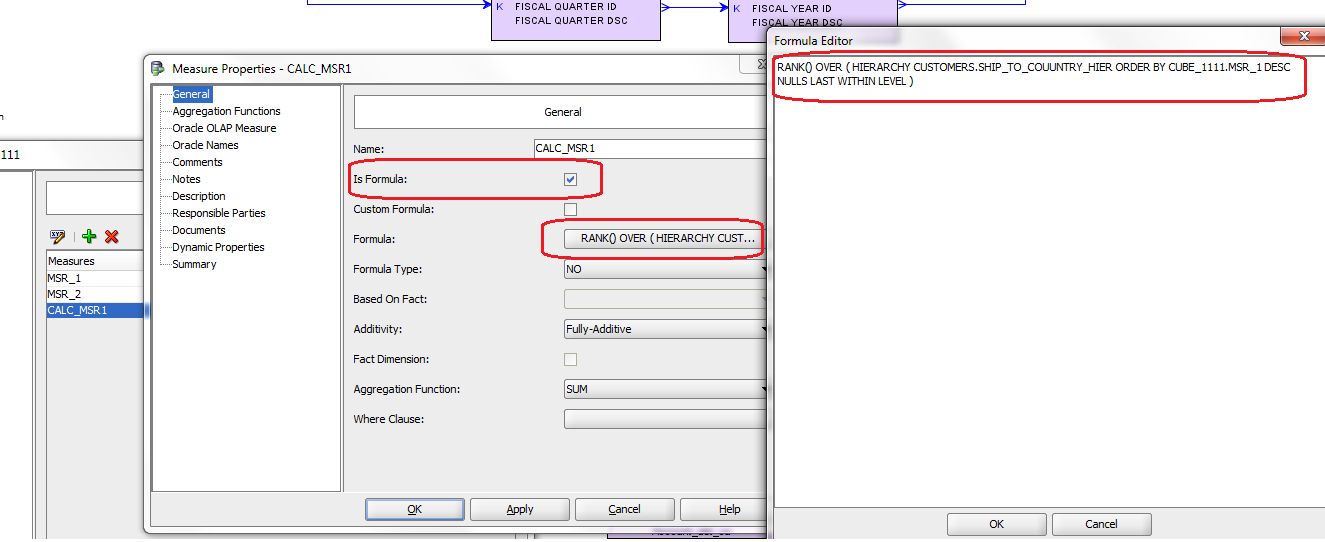 K FISCAL QUARTER ID
FISCAL QUARTER DSC
K FISCAL YEAR ID
FISCAL YEAR DSC
Measure Properties - CALC_MSR1
General
Aggregation Functions
Oracle OLAP Measure
Oracle Names
Comments
Notes
Description
Responsible Parties
Documents
Dynamic Properties
Summary
General
Name: CALC_MSR1
Is Formula:
Custom Formula:
Formula: RANK() OVER ( HIERARCHY CUST...
Formula Type: NO
Based On Fact:
Additivity: Fully-Additive
Fact Dimension:
Aggregation Function: SUM
Where Clause:
OK Apply Cancel Help
111
Measures
MSR_1
MSR_2
CALC_MSR1
Formula Editor
RANK() OVER ( HIERARCHY CUSTOMERS.SHIP_TO_COUUNTRY_HIER ORDER BY CUBE_1111.MSR_1 DESC
NULLS LAST WITHIN LEVEL )
OK Cancel